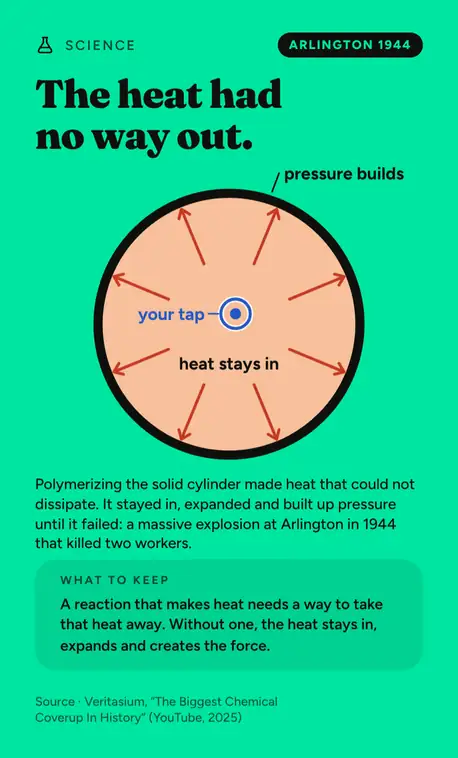 SCIENCE
ARLINGTON 1944
The heat had
no way out.
pressure builds
your tap
heat stays in
Polymerizing the solid cylinder made heat that could not
dissipate. It stayed in, expanded and built up pressure
until it failed: a massive explosion at Arlington in 1944
that killed two workers.
WHAT TO KEEP
A reaction that makes heat needs a way to take
that heat away. Without one, the heat stays in,
expands and creates the force.
Source · Veritasium, “The Biggest Chemical
Coverup In History” (YouTube, 2025)